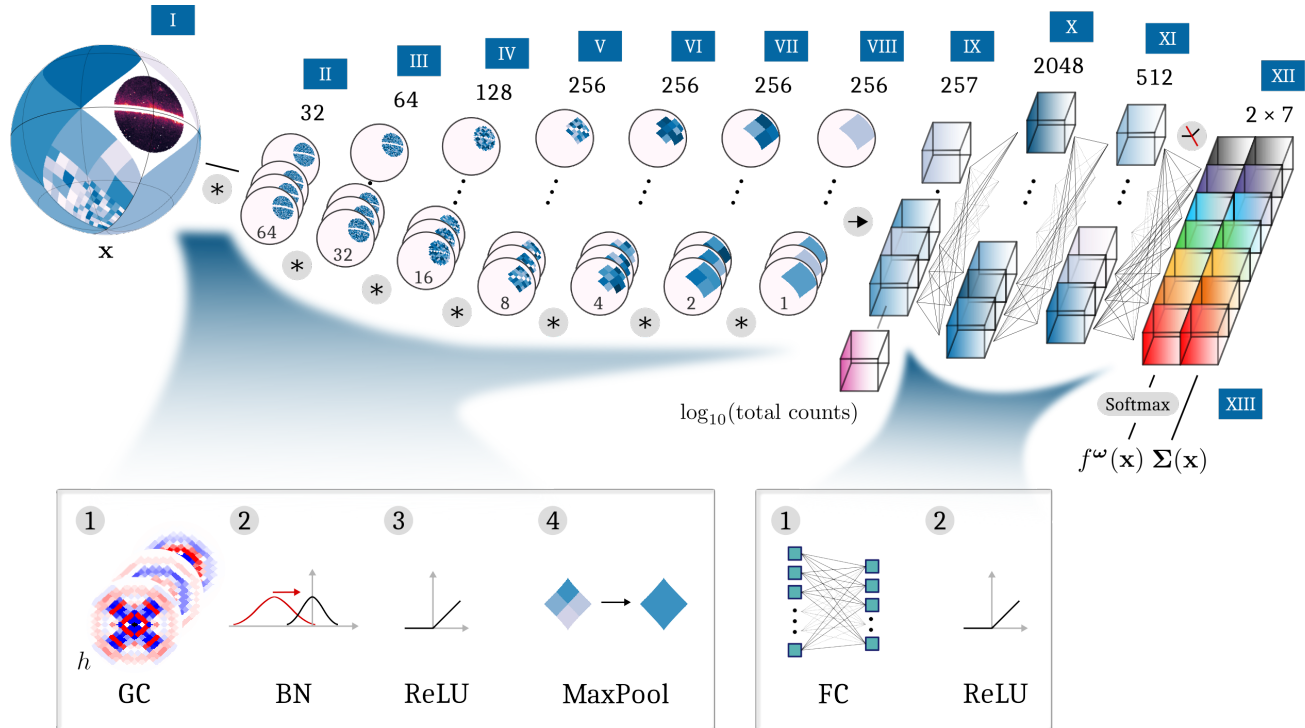 I II III IV V VI VII VIII IX X XI XII
32 64 128 256 256 256 256 257 2048 512 2 × 7
x
* * * * * * *
64 32 16 8 4 2 1
log₁₀(total counts)
Softmax
XIII
f^ω(x) Σ(x)
1 2 3 4
h
GC BN ReLU MaxPool
1 2
FC ReLU